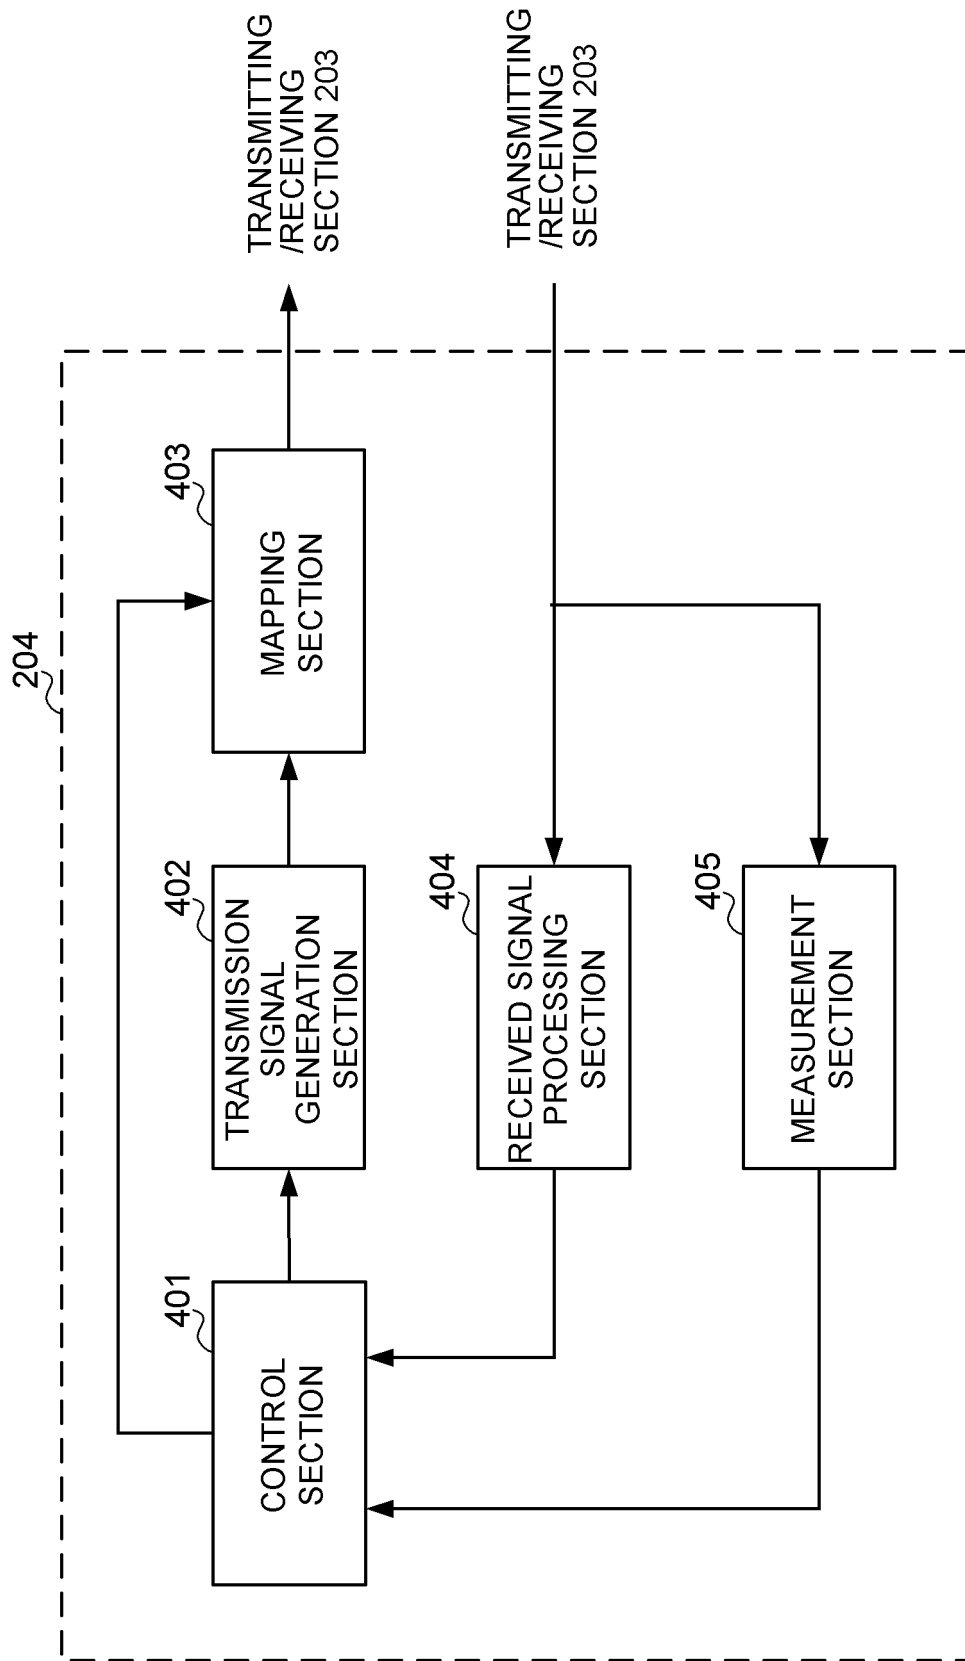 204
401
CONTROL
SECTION
402
TRANSMISSION
SIGNAL
GENERATION
SECTION
403
MAPPING
SECTION
TRANSMITTING
/RECEIVING
SECTION 203
404
RECEIVED SIGNAL
PROCESSING
SECTION
TRANSMITTING
/RECEIVING
SECTION 203
405
MEASUREMENT
SECTION